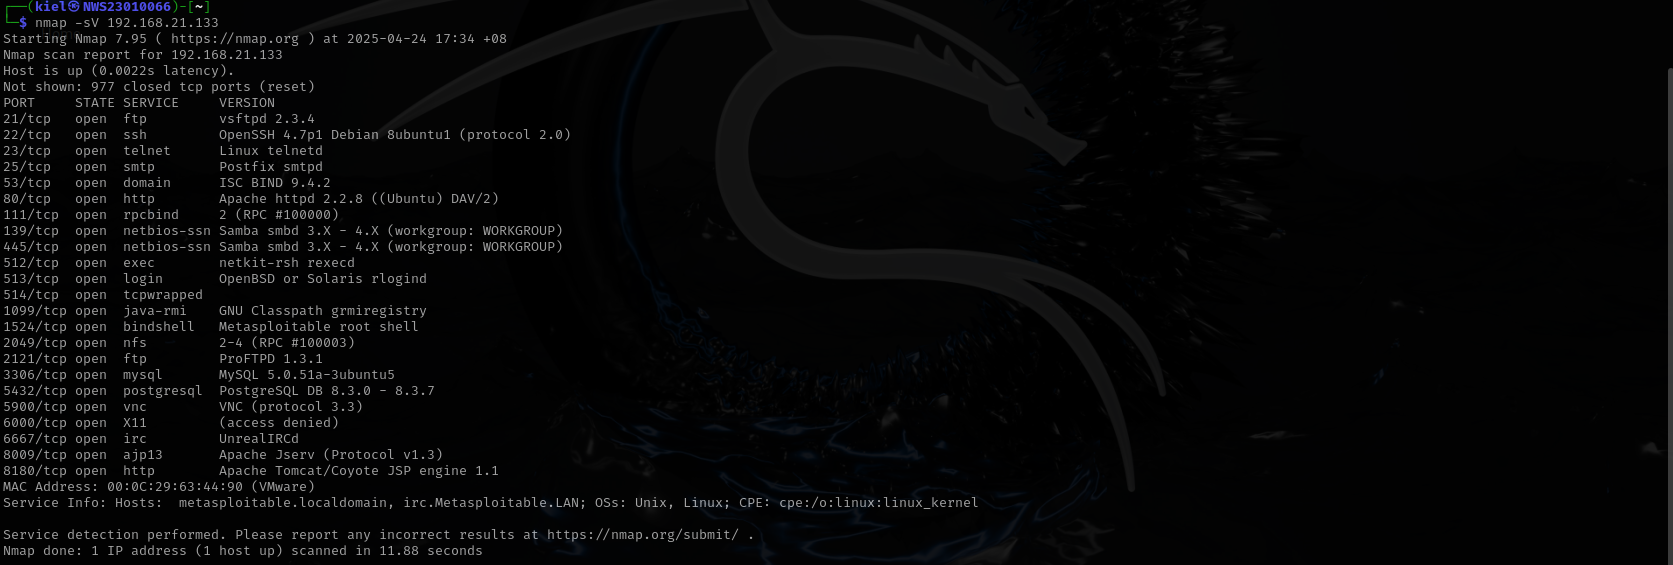 ┌──(kiel㉿NWS23010066)-[~]
└─$ nmap -sV 192.168.21.133
Starting Nmap 7.95 ( https://nmap.org ) at 2025-04-24 17:34 +08
Nmap scan report for 192.168.21.133
Host is up (0.0022s latency).
Not shown: 977 closed tcp ports (reset)
PORT     STATE SERVICE     VERSION
21/tcp   open  ftp         vsftpd 2.3.4
22/tcp   open  ssh         OpenSSH 4.7p1 Debian 8ubuntu1 (protocol 2.0)
23/tcp   open  telnet      Linux telnetd
25/tcp   open  smtp        Postfix smtpd
53/tcp   open  domain      ISC BIND 9.4.2
80/tcp   open  http        Apache httpd 2.2.8 ((Ubuntu) DAV/2)
111/tcp  open  rpcbind     2 (RPC #100000)
139/tcp  open  netbios-ssn Samba smbd 3.X - 4.X (workgroup: WORKGROUP)
445/tcp  open  netbios-ssn Samba smbd 3.X - 4.X (workgroup: WORKGROUP)
512/tcp  open  exec        netkit-rsh rexecd
513/tcp  open  login       OpenBSD or Solaris rlogind
514/tcp  open  tcpwrapped
1099/tcp open  java-rmi    GNU Classpath grmiregistry
1524/tcp open  bindshell   Metasploitable root shell
2049/tcp open  nfs         2-4 (RPC #100003)
2121/tcp open  ftp         ProFTPD 1.3.1
3306/tcp open  mysql       MySQL 5.0.51a-3ubuntu5
5432/tcp open  postgresql  PostgreSQL DB 8.3.0 - 8.3.7
5900/tcp open  vnc         VNC (protocol 3.3)
6000/tcp open  X11         (access denied)
6667/tcp open  irc         UnrealIRCd
8009/tcp open  ajp13       Apache Jserv (Protocol v1.3)
8180/tcp open  http        Apache Tomcat/Coyote JSP engine 1.1
MAC Address: 00:0C:29:63:44:90 (VMware)
Service Info: Hosts:  metasploitable.localdomain, irc.Metasploitable.LAN; OSs: Unix, Linux; CPE: cpe:/o:linux:linux_kernel

Service detection performed. Please report any incorrect results at https://nmap.org/submit/ .
Nmap done: 1 IP address (1 host up) scanned in 11.88 seconds